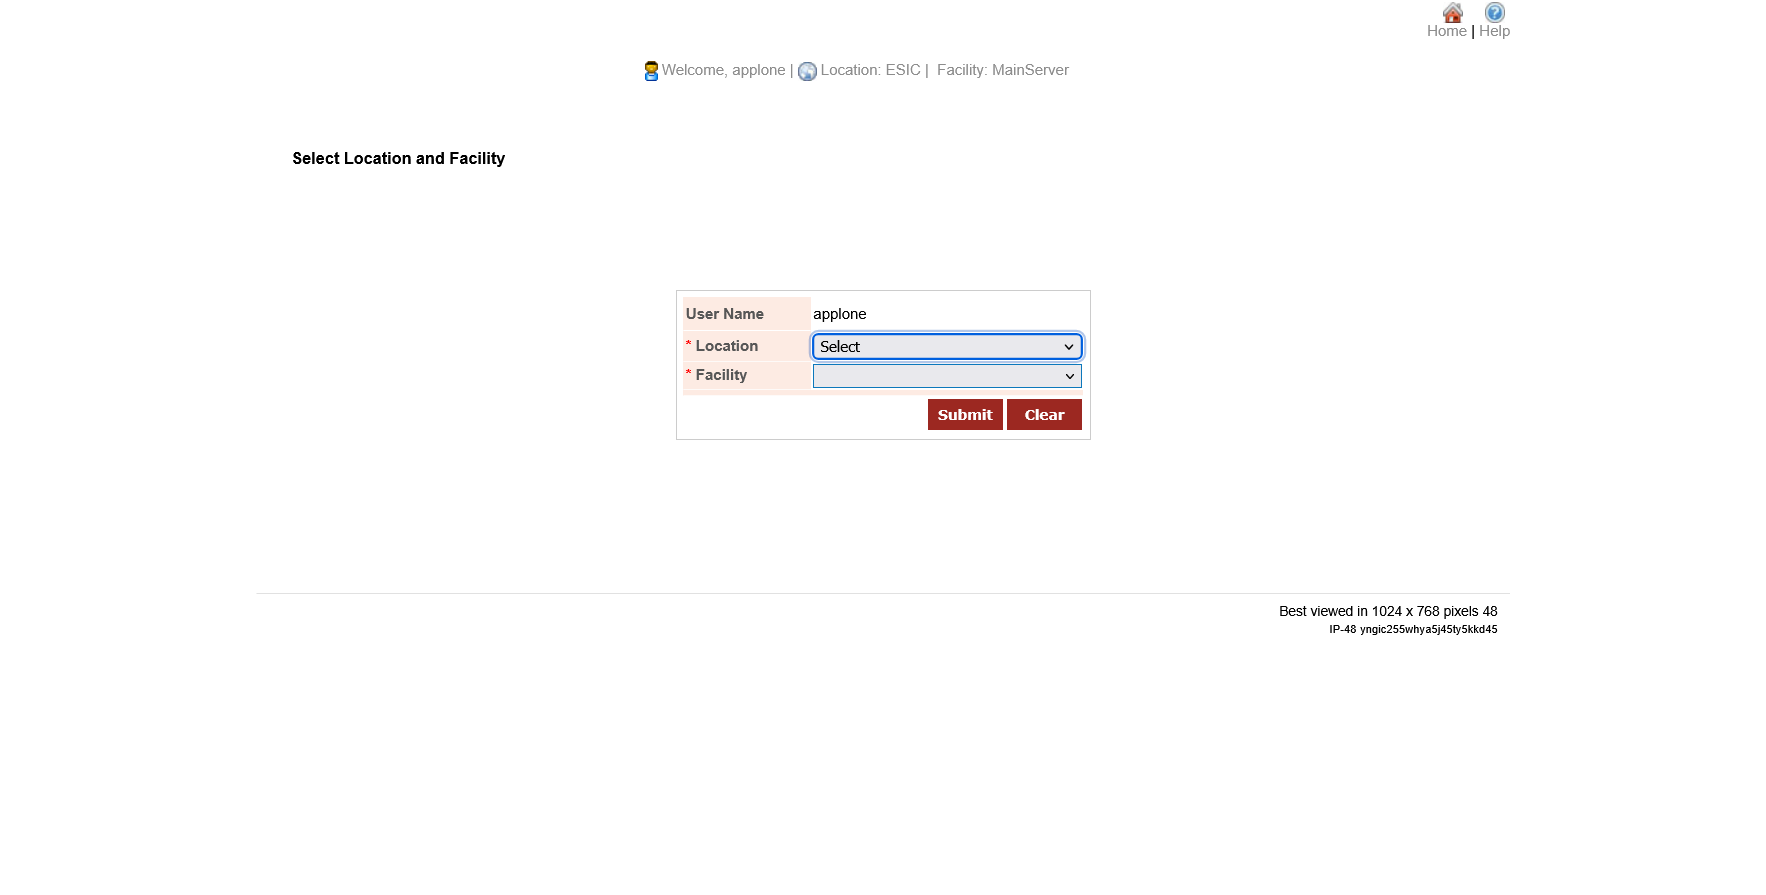 Home | Help
Welcome, applone | Location: ESIC | Facility: MainServer
Select Location and Facility
User Name applone
* Location Select
* Facility
Submit Clear
Best viewed in 1024 x 768 pixels 48
IP-48 yngic255whya5j45ty5kkd45